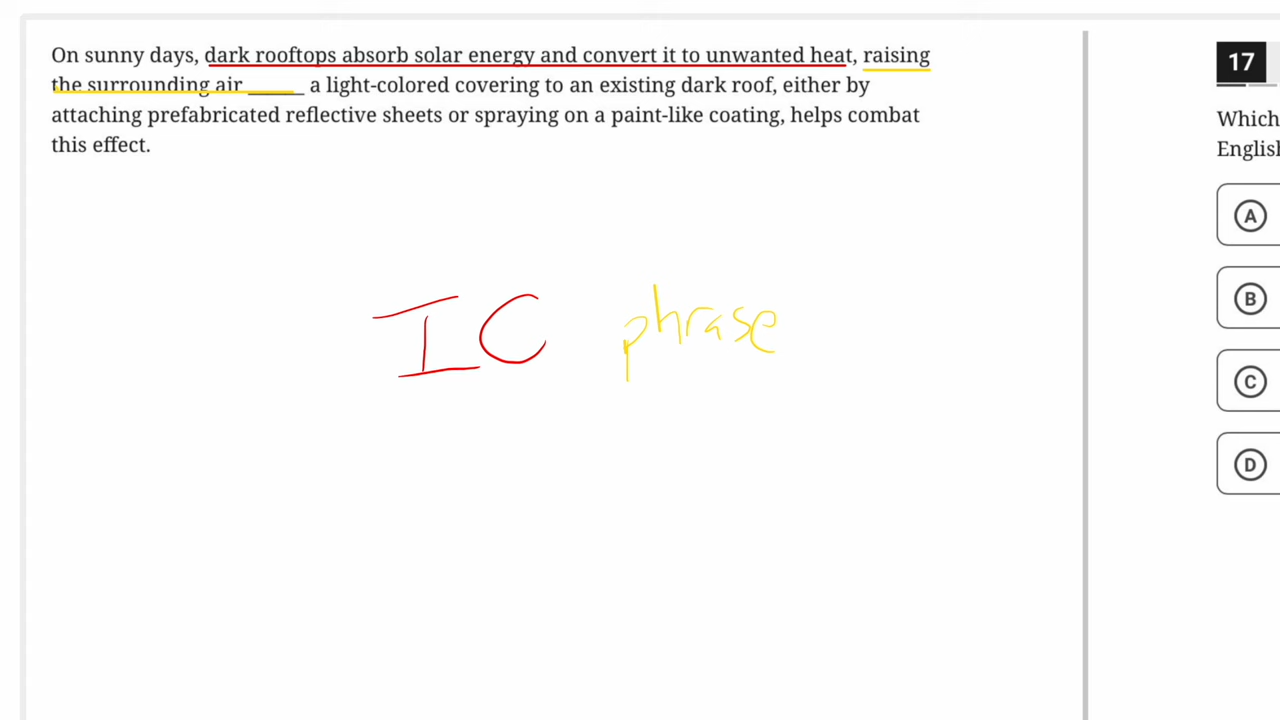 On sunny days, dark rooftops absorb solar energy and convert it to unwanted heat, raising
the surrounding air ______ a light-colored covering to an existing dark roof, either by
attaching prefabricated reflective sheets or spraying on a paint-like coating, helps combat
this effect.
IC phrase
17
Which
English
A
B
C
D